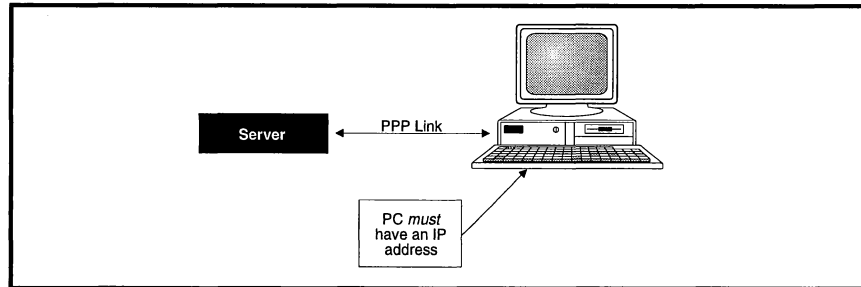 Server
PPP Link
PC must
have an IP
address